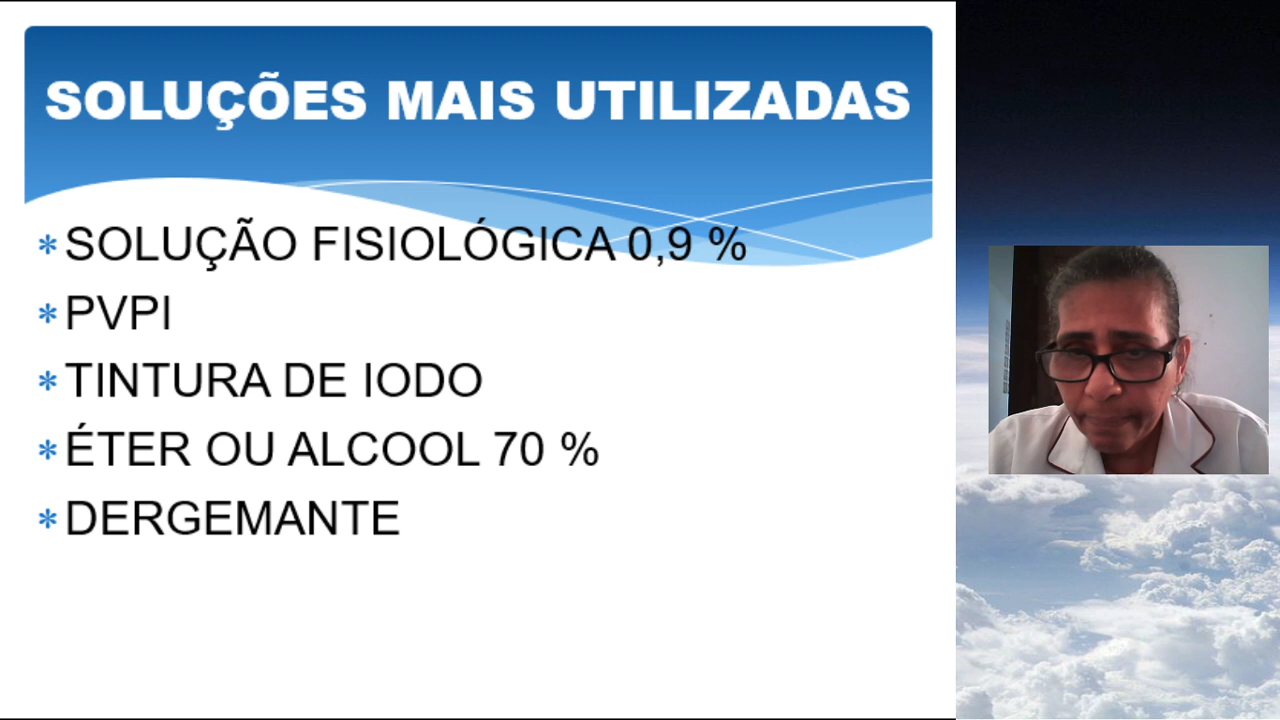 SOLUÇÕES MAIS UTILIZADAS
* SOLUÇÃO FISIOLÓGICA 0,9 %
* PVPI
* TINTURA DE IODO
* ÉTER OU ALCOOL 70 %
* DERGEMANTE